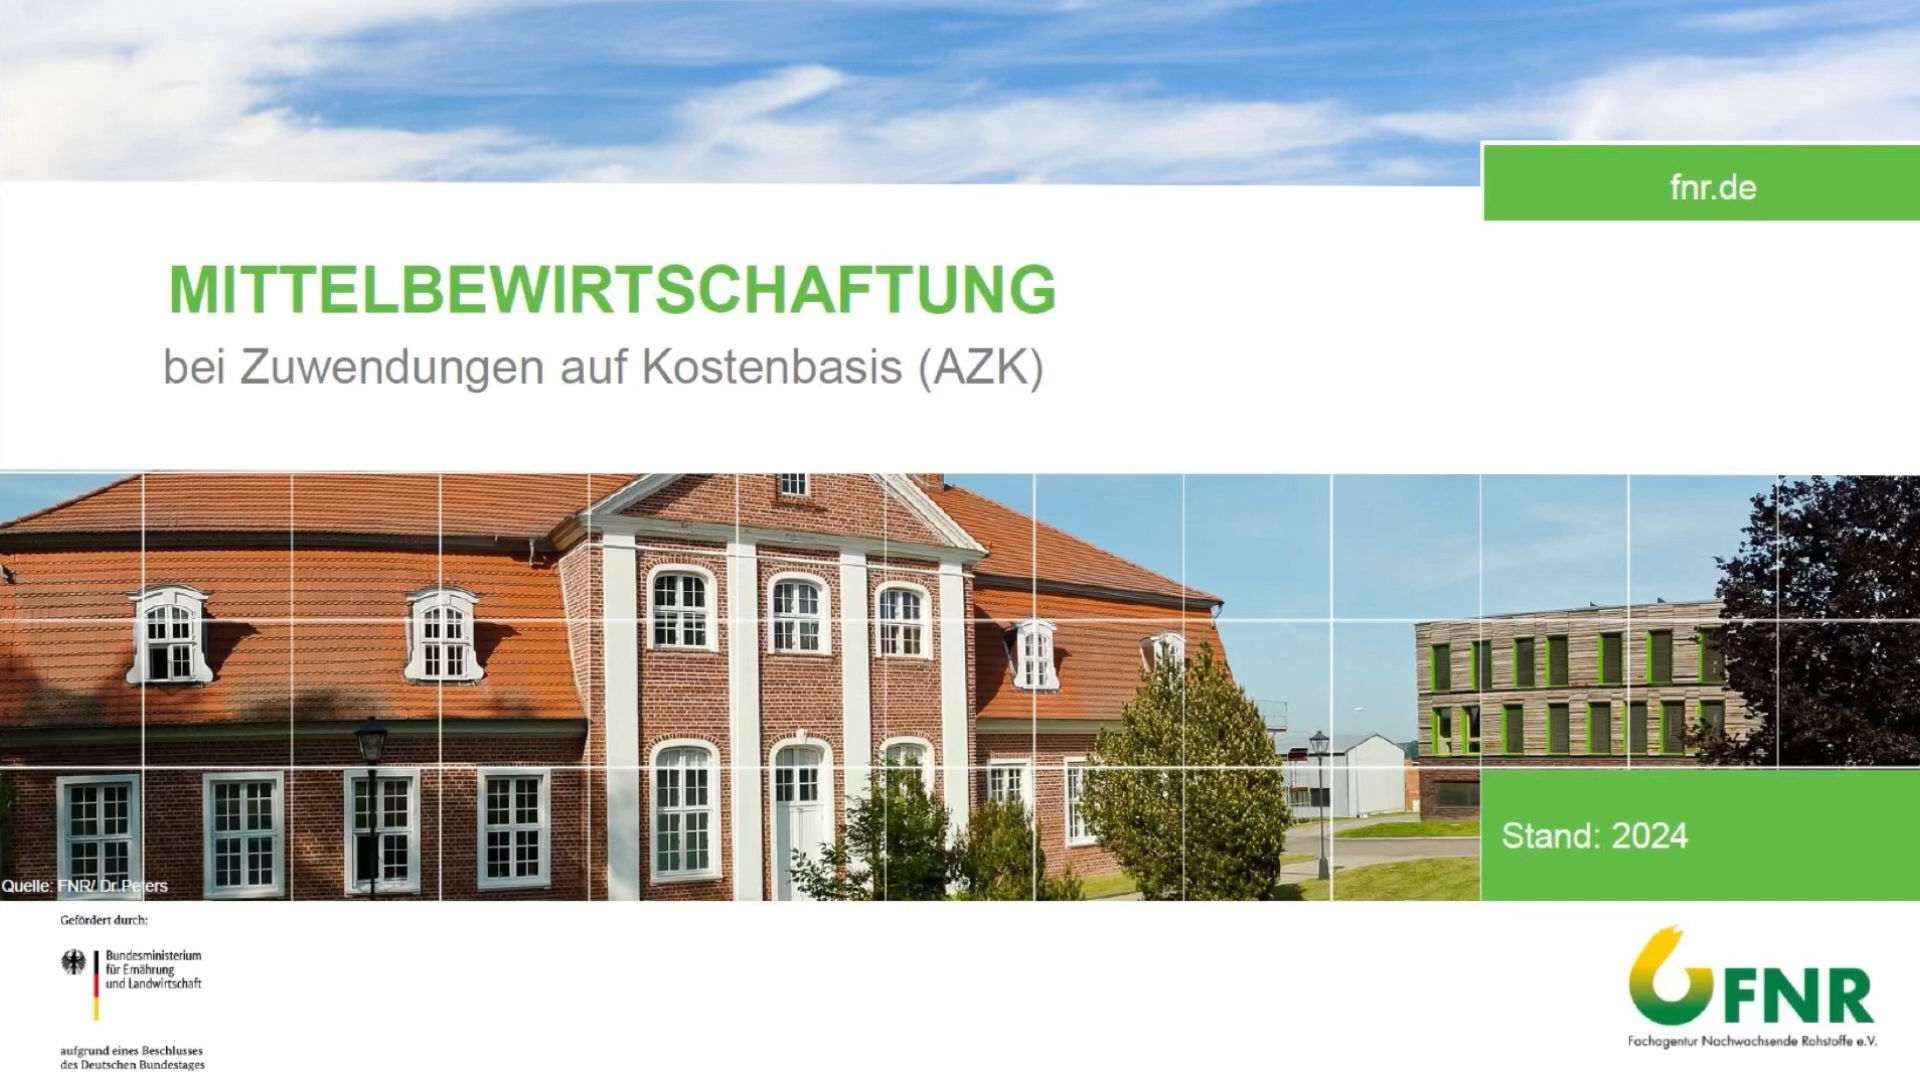 fnr.de
MITTELBEWIRTSCHAFTUNG
bei Zuwendungen auf Kostenbasis (AZK)
Stand: 2024
Quelle: FNR/ Dr.Peters
Gefördert durch:
Bundesministerium
für Ernährung
und Landwirtschaft
aufgrund eines Beschlusses
des Deutschen Bundestages
FNR
Fachagentur Nachwachsende Rohstoffe e.V.